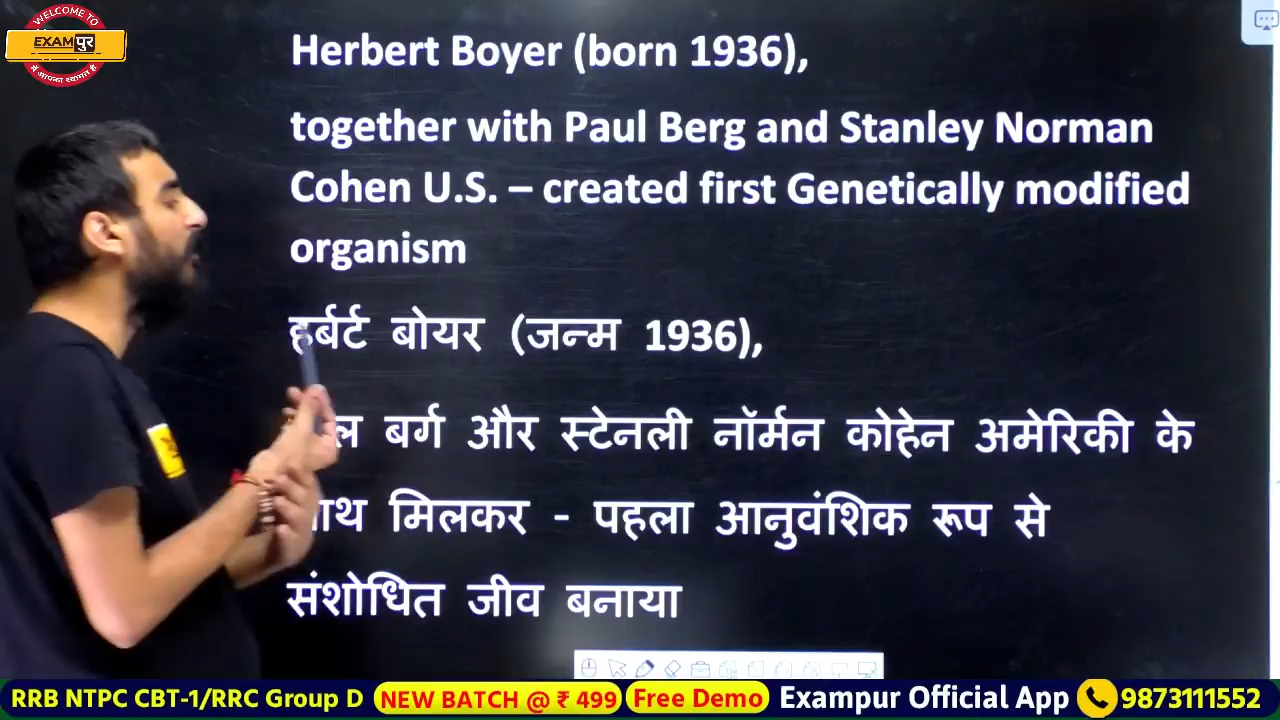 WELCOME TO
EXAMपुर
में आपका स्वागत है
Herbert Boyer (born 1936),
together with Paul Berg and Stanley Norman
Cohen U.S. – created first Genetically modified
organism
हर्बर्ट बोयर (जन्म 1936),
बर्ग और स्टेनली नॉर्मन कोहेन अमेरिकी के
मिलकर - पहला आनुवंशिक रूप से
संशोधित जीव बनाया
RRB NTPC CBT-1/RRC Group D NEW BATCH @ ₹ 499 Free Demo Exampur Official App 9873111552